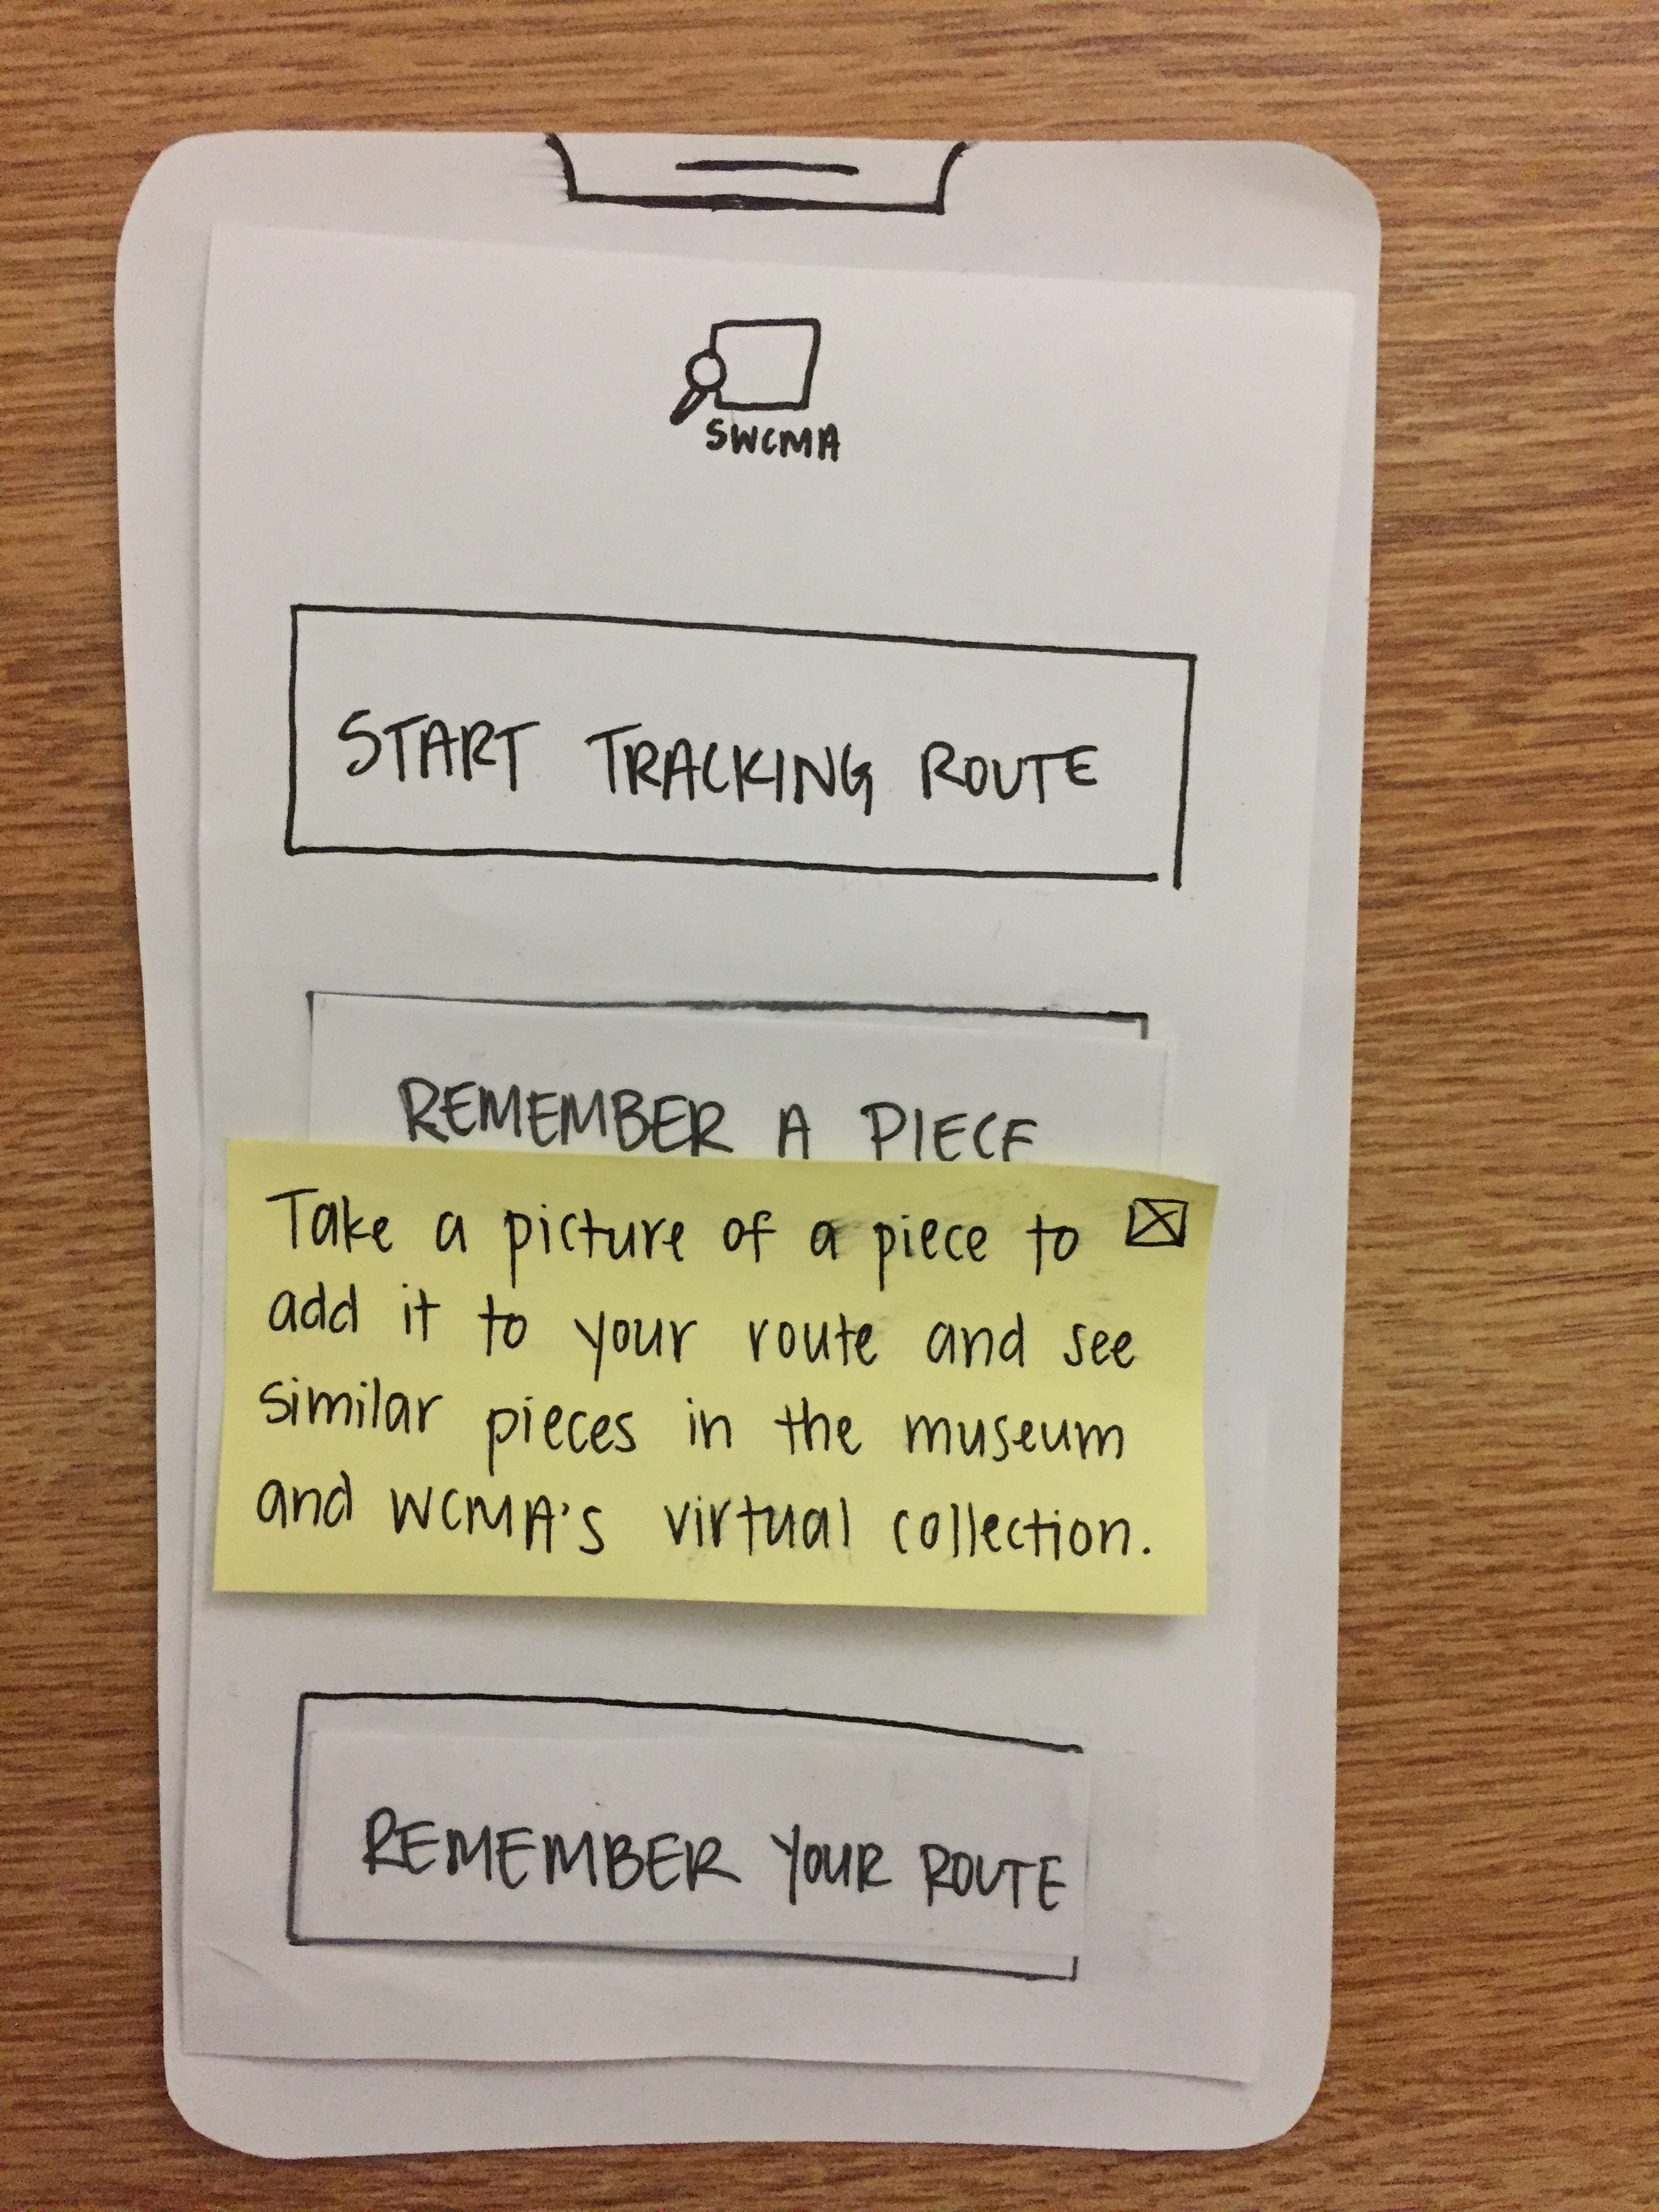 SWCMA
START TRACKING ROUTE
REMEMBER A PIECE
Take a picture of a piece to
add it to your route and see
similar pieces in the museum
and WCMA's virtual collection.
REMEMBER YOUR ROUTE